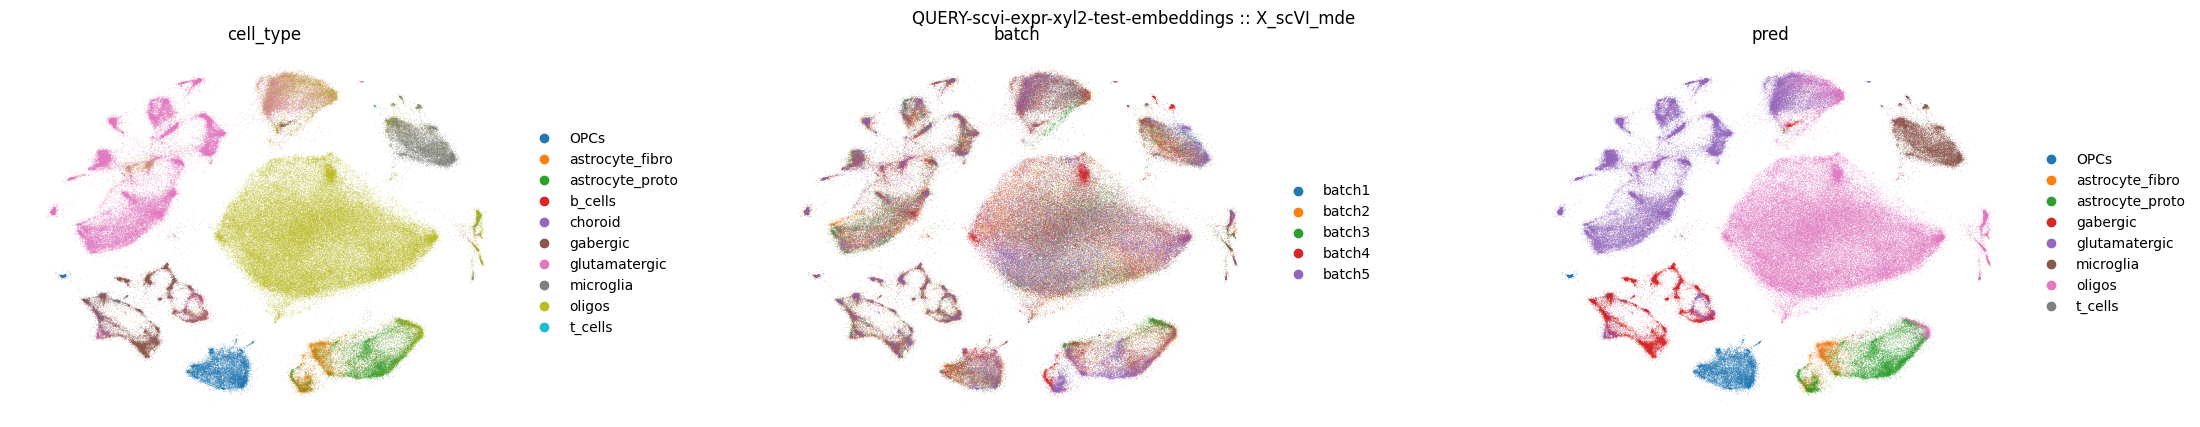 QUERY-scvi-expr-xyl2-test-embeddings :: X_scVI_mde
cell_type
OPCs
astrocyte_fibro
astrocyte_proto
b_cells
choroid
gabergic
glutamatergic
microglia
oligos
t_cells
batch
batch1
batch2
batch3
batch4
batch5
pred
OPCs
astrocyte_fibro
astrocyte_proto
gabergic
glutamatergic
microglia
oligos
t_cells